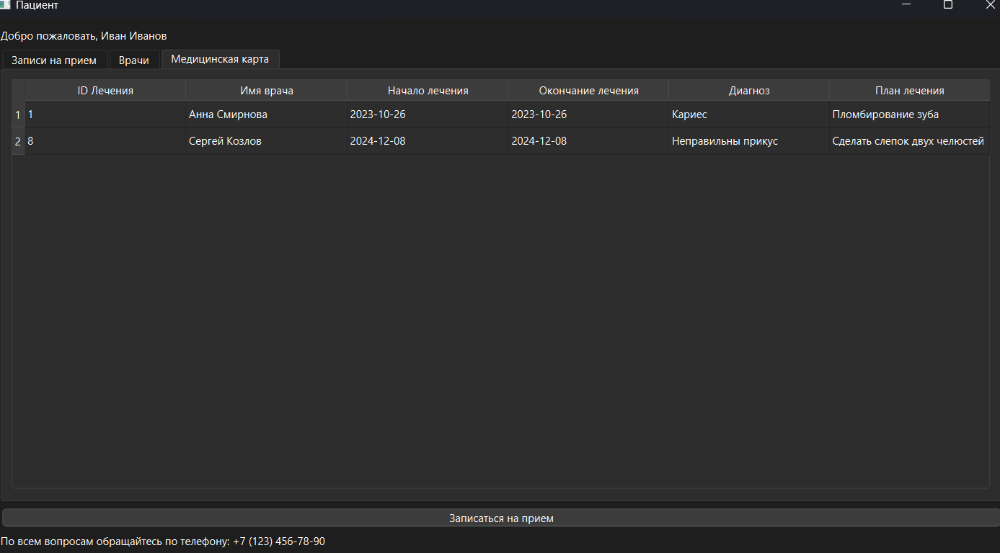 Пациент
Добро пожаловать, Иван Иванов
Записи на прием Врачи Медицинская карта
ID Лечения Имя врача Начало лечения Окончание лечения Диагноз План лечения
1 1 Анна Смирнова 2023-10-26 2023-10-26 Кариес Пломбирование зуба
2 8 Сергей Козлов 2024-12-08 2024-12-08 Неправильны прикус Сделать слепок двух челюстей
Записаться на прием
По всем вопросам обращайтесь по телефону: +7 (123) 456-78-90